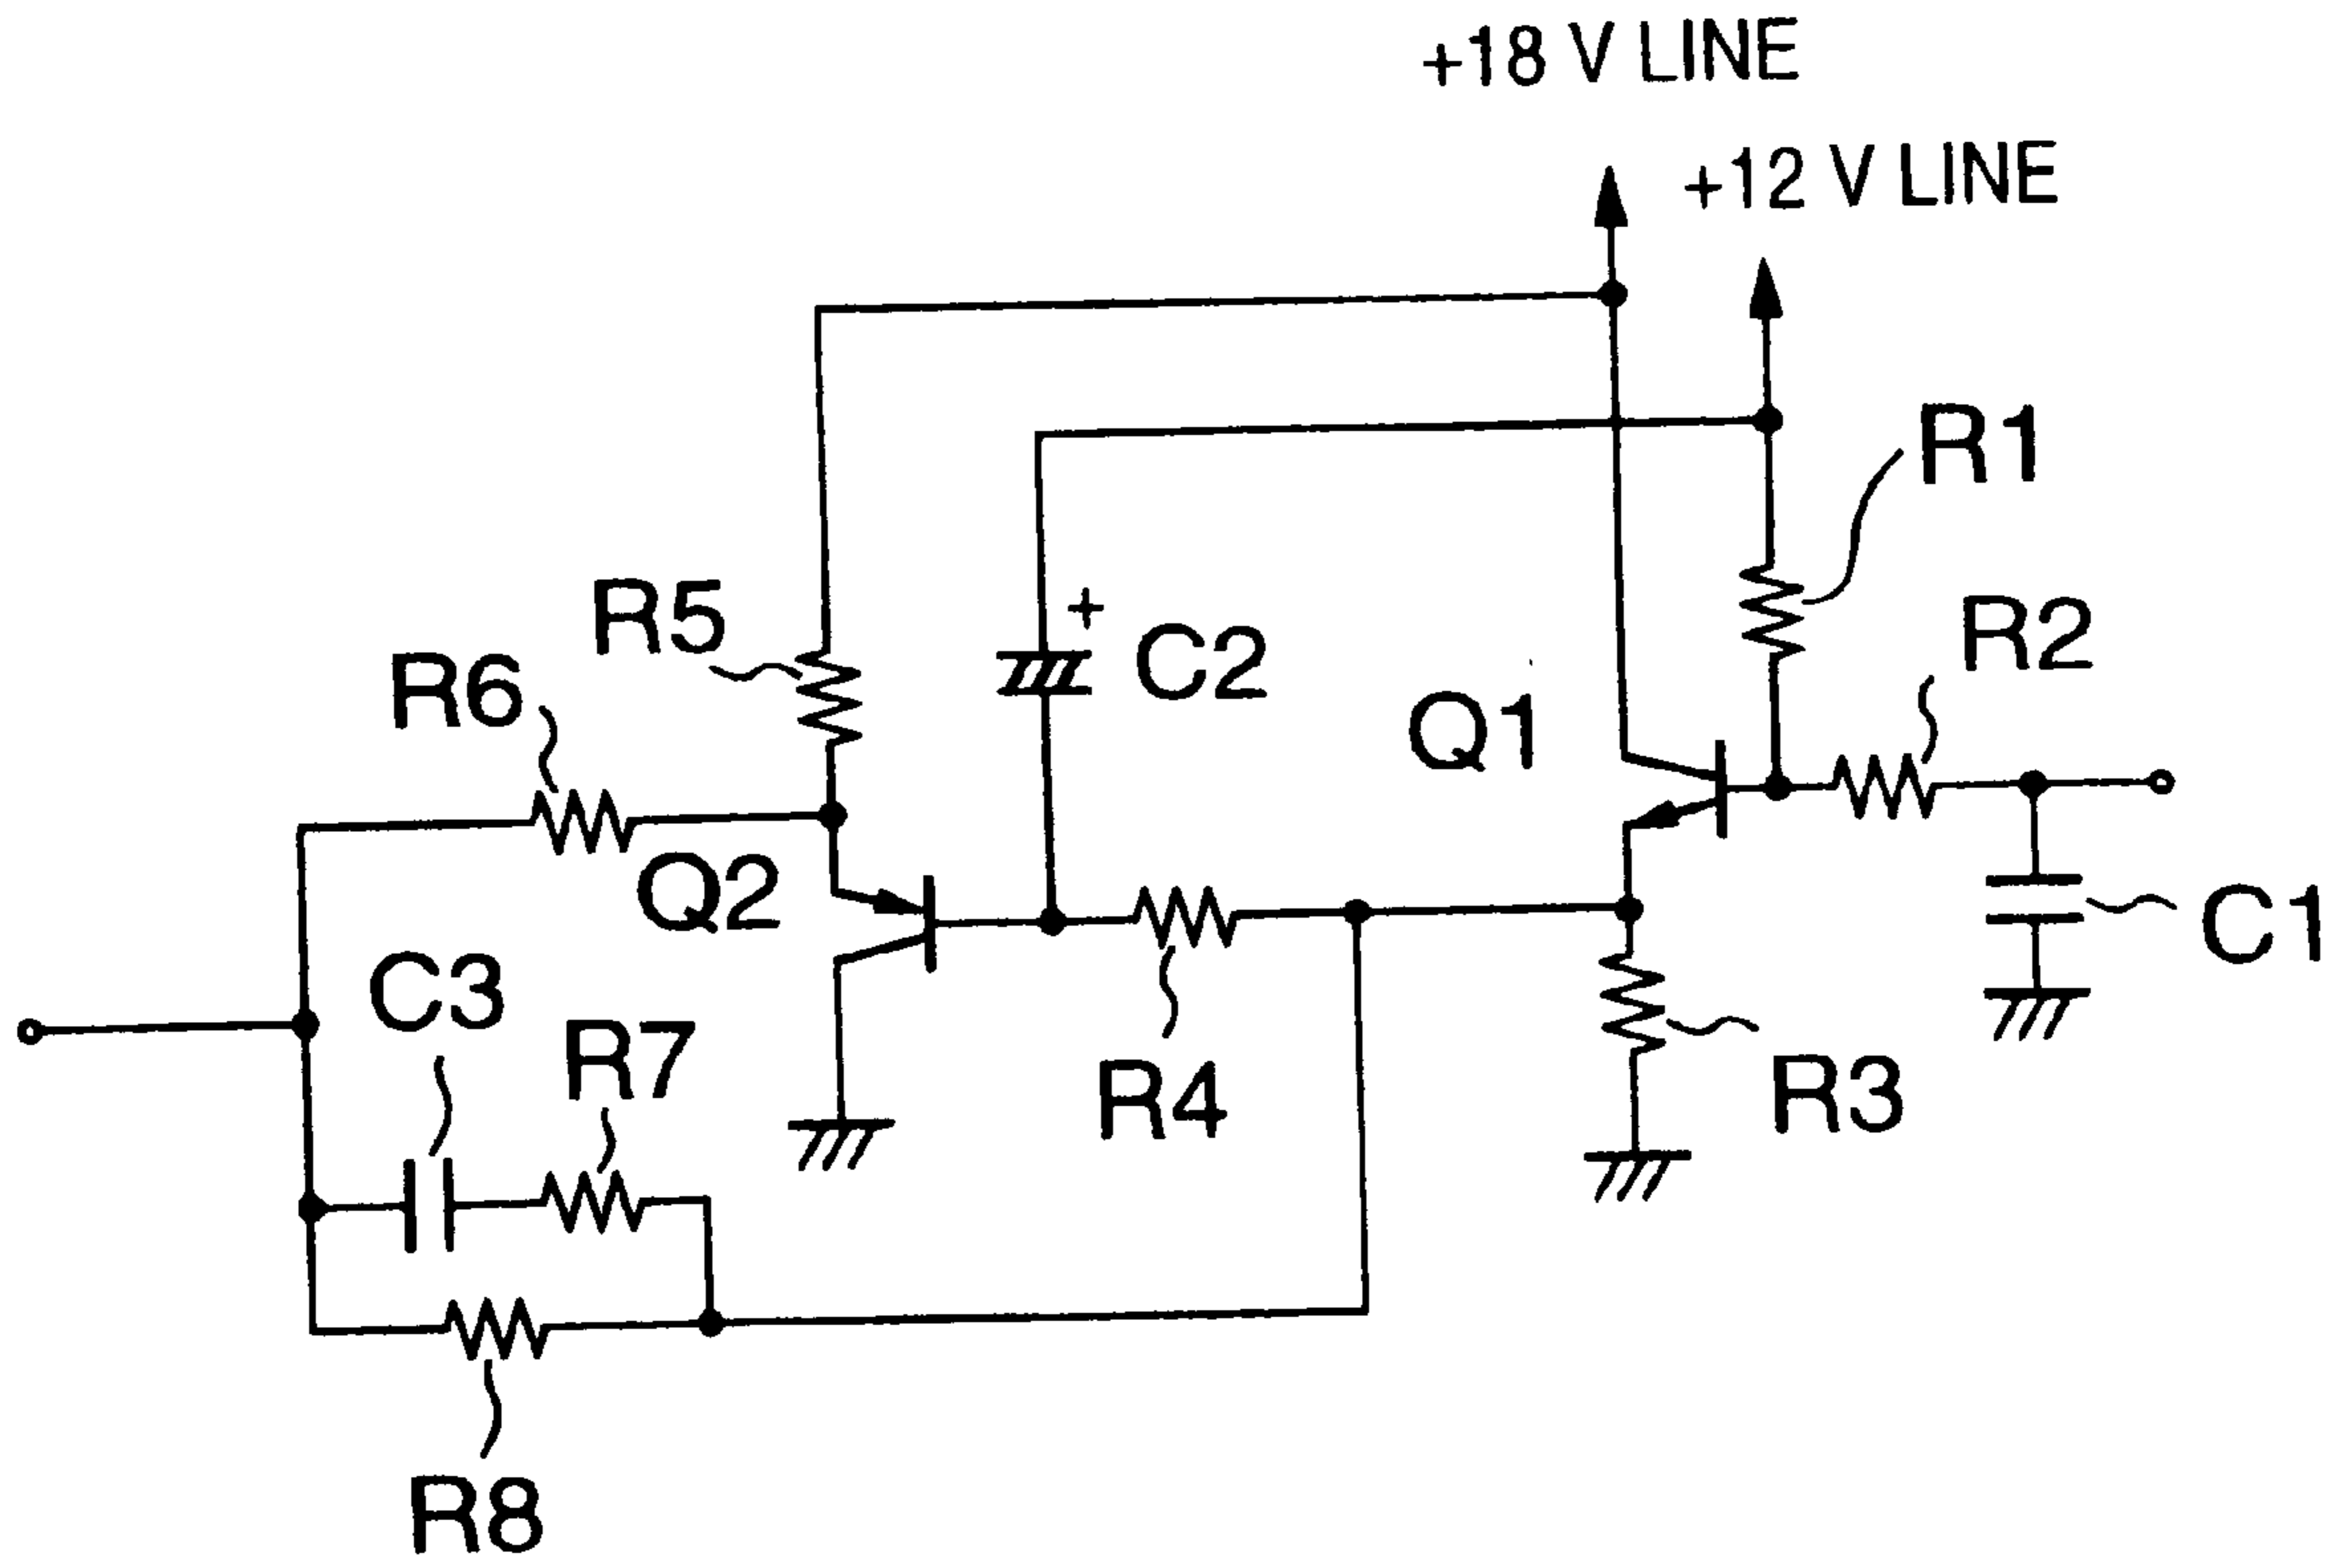 +18 V LINE
+12 V LINE
R1
R5
R2
+
C2
R6
Q1
Q2
C1
C3
R7
R4
R3
R8